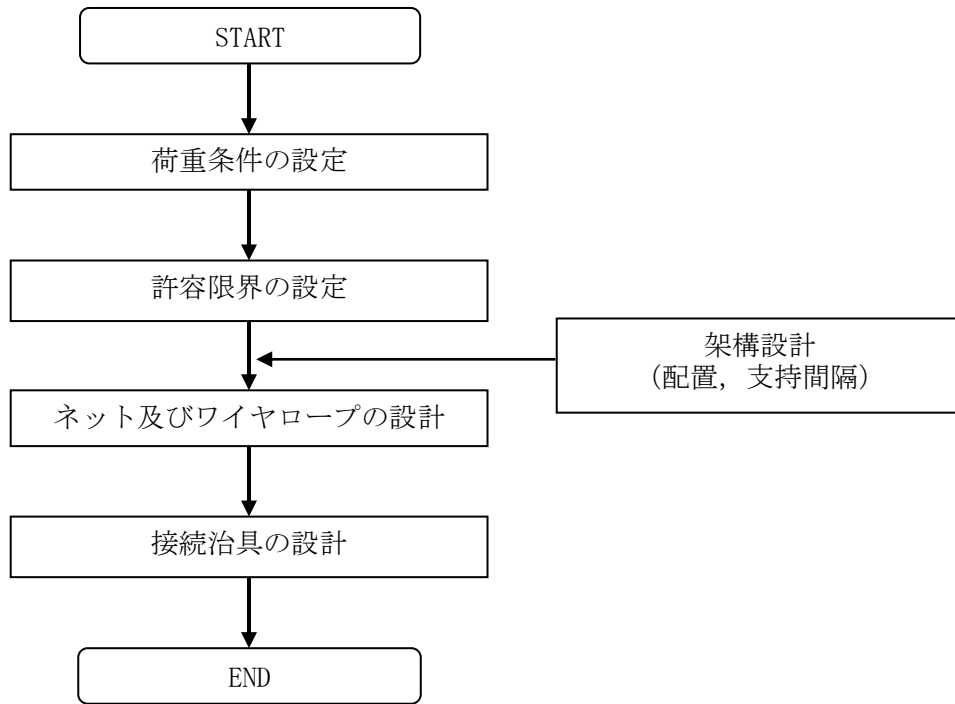 START
荷重条件の設定
許容限界の設定
架構設計
(配置, 支持間隔)
ネット及びワイヤロープの設計
接続治具の設計
END